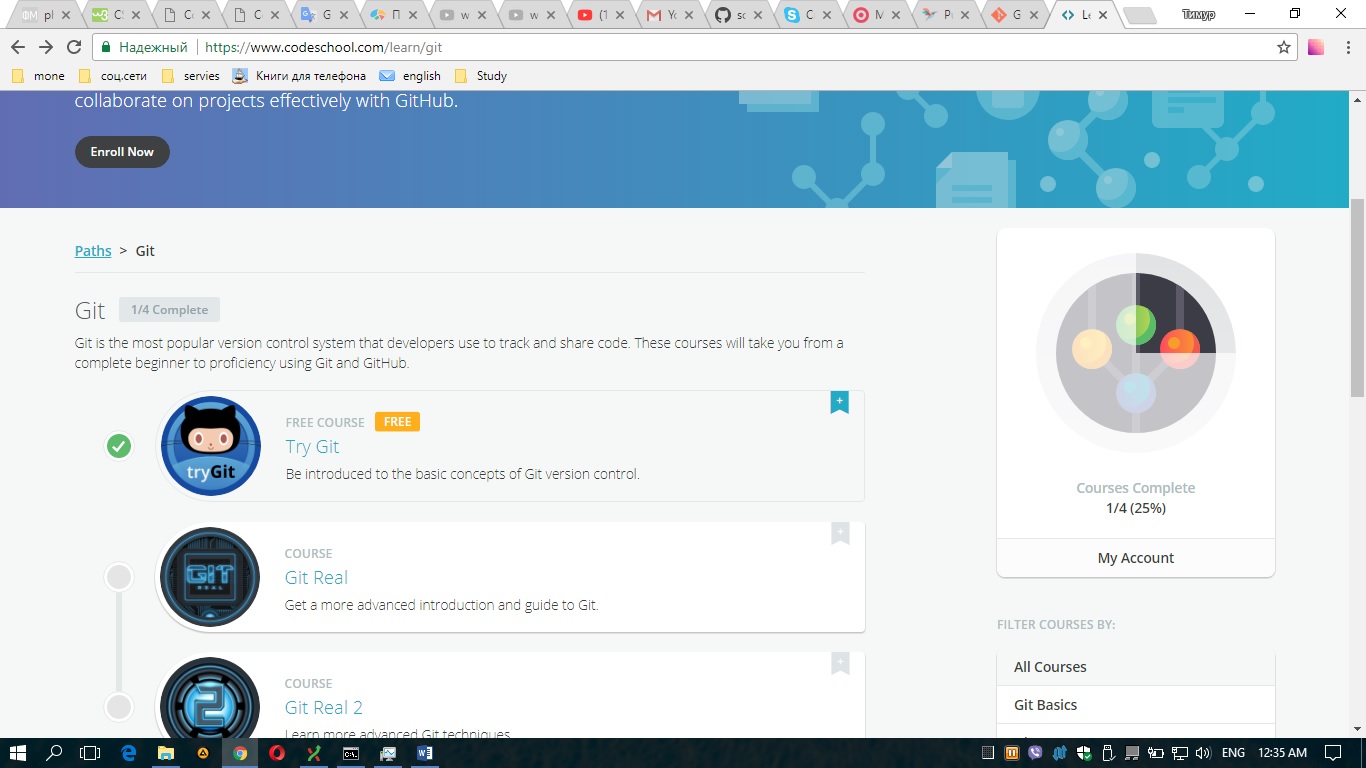 pl
CS
Co
Co
G
П
w
w
(1
Yo
sc
C
M
Pr
G
Le
Тимур
Надежный
https://www.codeschool.com/learn/git
mone
соц.сети
servies
Книги для телефона
english
Study
collaborate on projects effectively with GitHub.
Enroll Now
Paths > Git
Git
1/4 Complete
Git is the most popular version control system that developers use to track and share code. These courses will take you from a
complete beginner to proficiency using Git and GitHub.
tryGit
FREE COURSE FREE
Try Git
Be introduced to the basic concepts of Git version control.
GIT
REAL
COURSE
Git Real
Get a more advanced introduction and guide to Git.
2
COURSE
Git Real 2
Learn more advanced Git techniques
Courses Complete
1/4 (25%)
My Account
FILTER COURSES BY:
All Courses
Git Basics
ENG
12:35 AM